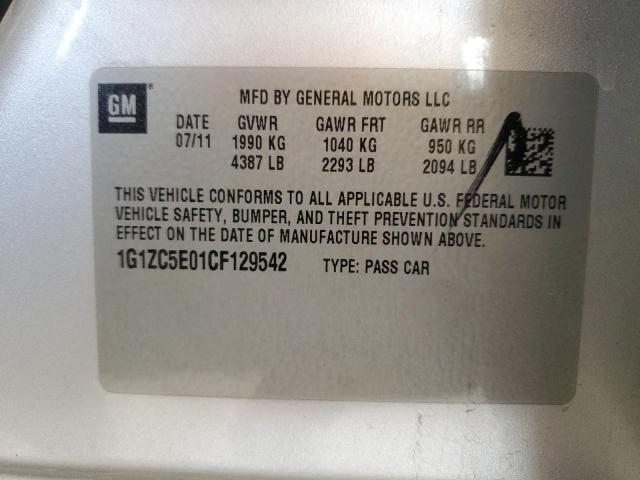 GM ®
MFD BY GENERAL MOTORS LLC
DATE GVWR GAWR FRT GAWR RR
07/11 1990 KG 1040 KG 950 KG
4387 LB 2293 LB 2094 LB
THIS VEHICLE CONFORMS TO ALL APPLICABLE U.S. FEDERAL MOTOR
VEHICLE SAFETY, BUMPER, AND THEFT PREVENTION STANDARDS IN
EFFECT ON THE DATE OF MANUFACTURE SHOWN ABOVE.
1G1ZC5E01CF129542 TYPE: PASS CAR